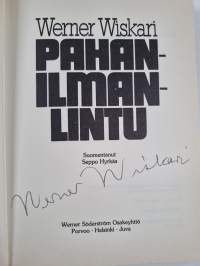 Werner Wiskari
PAHAN-
ILMAN-
LINTU
Suomentanut
Seppo Hyrkäs
Werner Wiskari
Werner Söderström Osakeyhtiö
Porvoo - Helsinki - Juva